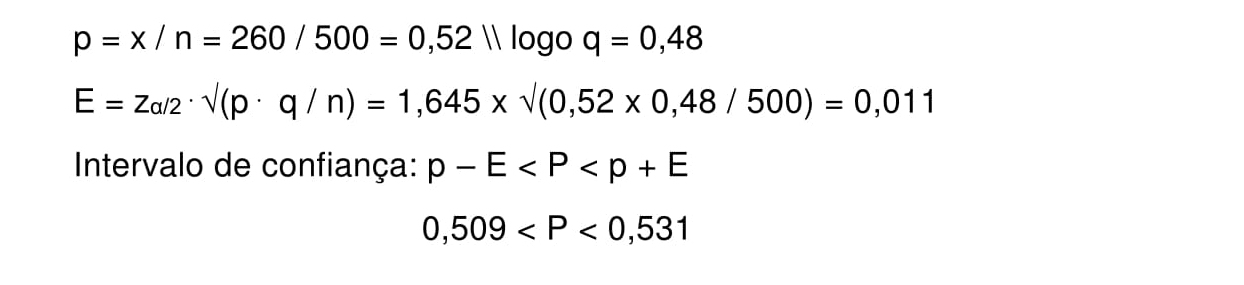 p = x / n = 260 / 500 = 0,52 \\ logo q = 0,48
E = zα/2 · √(p · q / n) = 1,645 x √(0,52 x 0,48 / 500) = 0,011
Intervalo de confiança: p – E < P < p + E
0,509 < P < 0,531